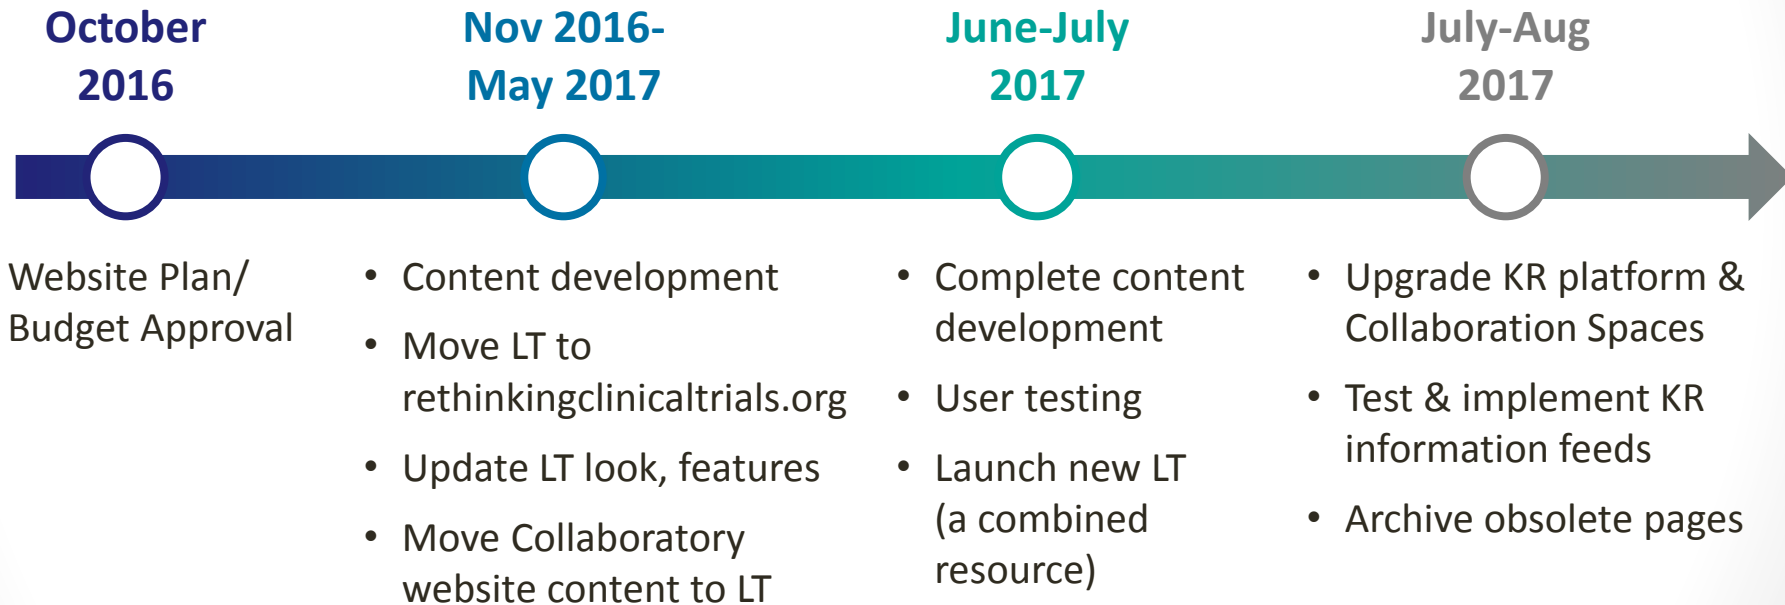 October
2016
Nov 2016-
May 2017
June-July
2017
July-Aug
2017
Website Plan/
Budget Approval
• Content development
• Move LT to
rethinkingclinicaltrials.org
• Update LT look, features
• Move Collaboratory
website content to LT
• Complete content
development
• User testing
• Launch new LT
(a combined
resource)
• Upgrade KR platform &
Collaboration Spaces
• Test & implement KR
information feeds
• Archive obsolete pages